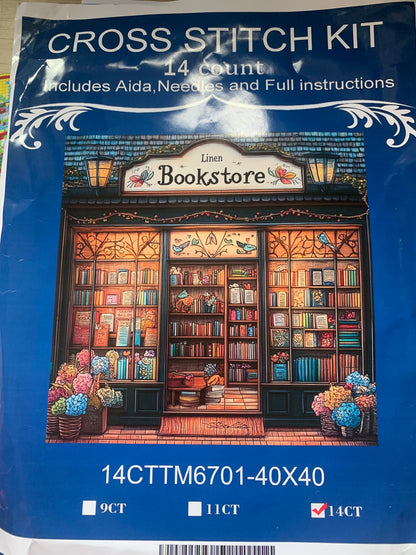 CROSS STITCH KIT
14 count
Includes Aida,Needles and Full instructions
Linen
Bookstore
14CTTM6701-40X40
9CT 11CT 14CT